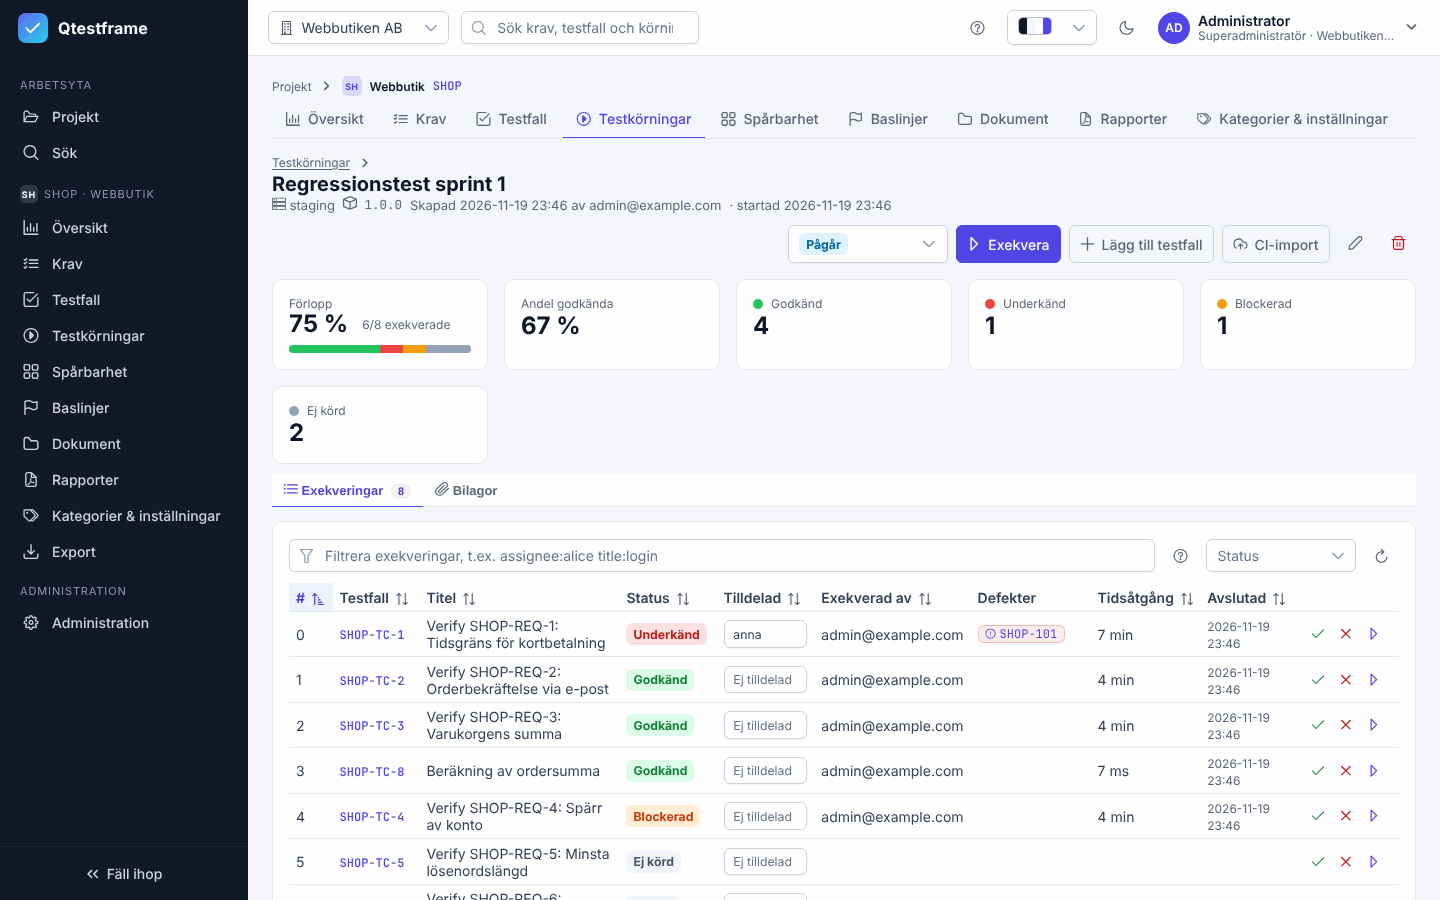 Qtestframe
Webbutiken AB
Sök krav, testfall och körnin
AD
Administrator
Superadministratör · Webbutiken...
ARBETSYTA
Projekt
Sök
SH SHOP · WEBBUTIK
Översikt
Krav
Testfall
Testkörningar
Spårbarhet
Baslinjer
Dokument
Rapporter
Kategorier & inställningar
Export
ADMINISTRATION
Administration
Fäll ihop
Projekt SH Webbutik SHOP
Översikt Krav Testfall Testkörningar Spårbarhet Baslinjer Dokument Rapporter Kategorier & inställningar
Testkörningar
Regressionstest sprint 1
staging 1.0.0 Skapad 2026-11-19 23:46 av admin@example.com · startad 2026-11-19 23:46
Pågår Exekvera Lägg till testfall CI-import
Förlopp
75 % 6/8 exekverade
Andel godkända
67 %
Godkänd
4
Underkänd
1
Blockerad
1
Ej körd
2
Exekveringar 8 Bilagor
Filtrera exekveringar, t.ex. assignee:alice title:login Status
# Testfall Titel Status Tilldelad Exekverad av Defekter Tidsåtgång Avslutad
0 SHOP-TC-1 Verify SHOP-REQ-1: Tidsgräns för kortbetalning Underkänd anna admin@example.com SHOP-101 7 min 2026-11-19 23:46
1 SHOP-TC-2 Verify SHOP-REQ-2: Orderbekräftelse via e-post Godkänd Ej tilldelad admin@example.com 4 min 2026-11-19 23:46
2 SHOP-TC-3 Verify SHOP-REQ-3: Varukorgens summa Godkänd Ej tilldelad admin@example.com 4 min 2026-11-19 23:46
3 SHOP-TC-8 Beräkning av ordersumma Godkänd Ej tilldelad admin@example.com 7 ms 2026-11-19 23:46
4 SHOP-TC-4 Verify SHOP-REQ-4: Spärr av konto Blockerad Ej tilldelad admin@example.com 4 min 2026-11-19 23:46
5 SHOP-TC-5 Verify SHOP-REQ-5: Minsta lösenordslängd Ej körd Ej tilldelad
Verify SHOP-REQ-6: